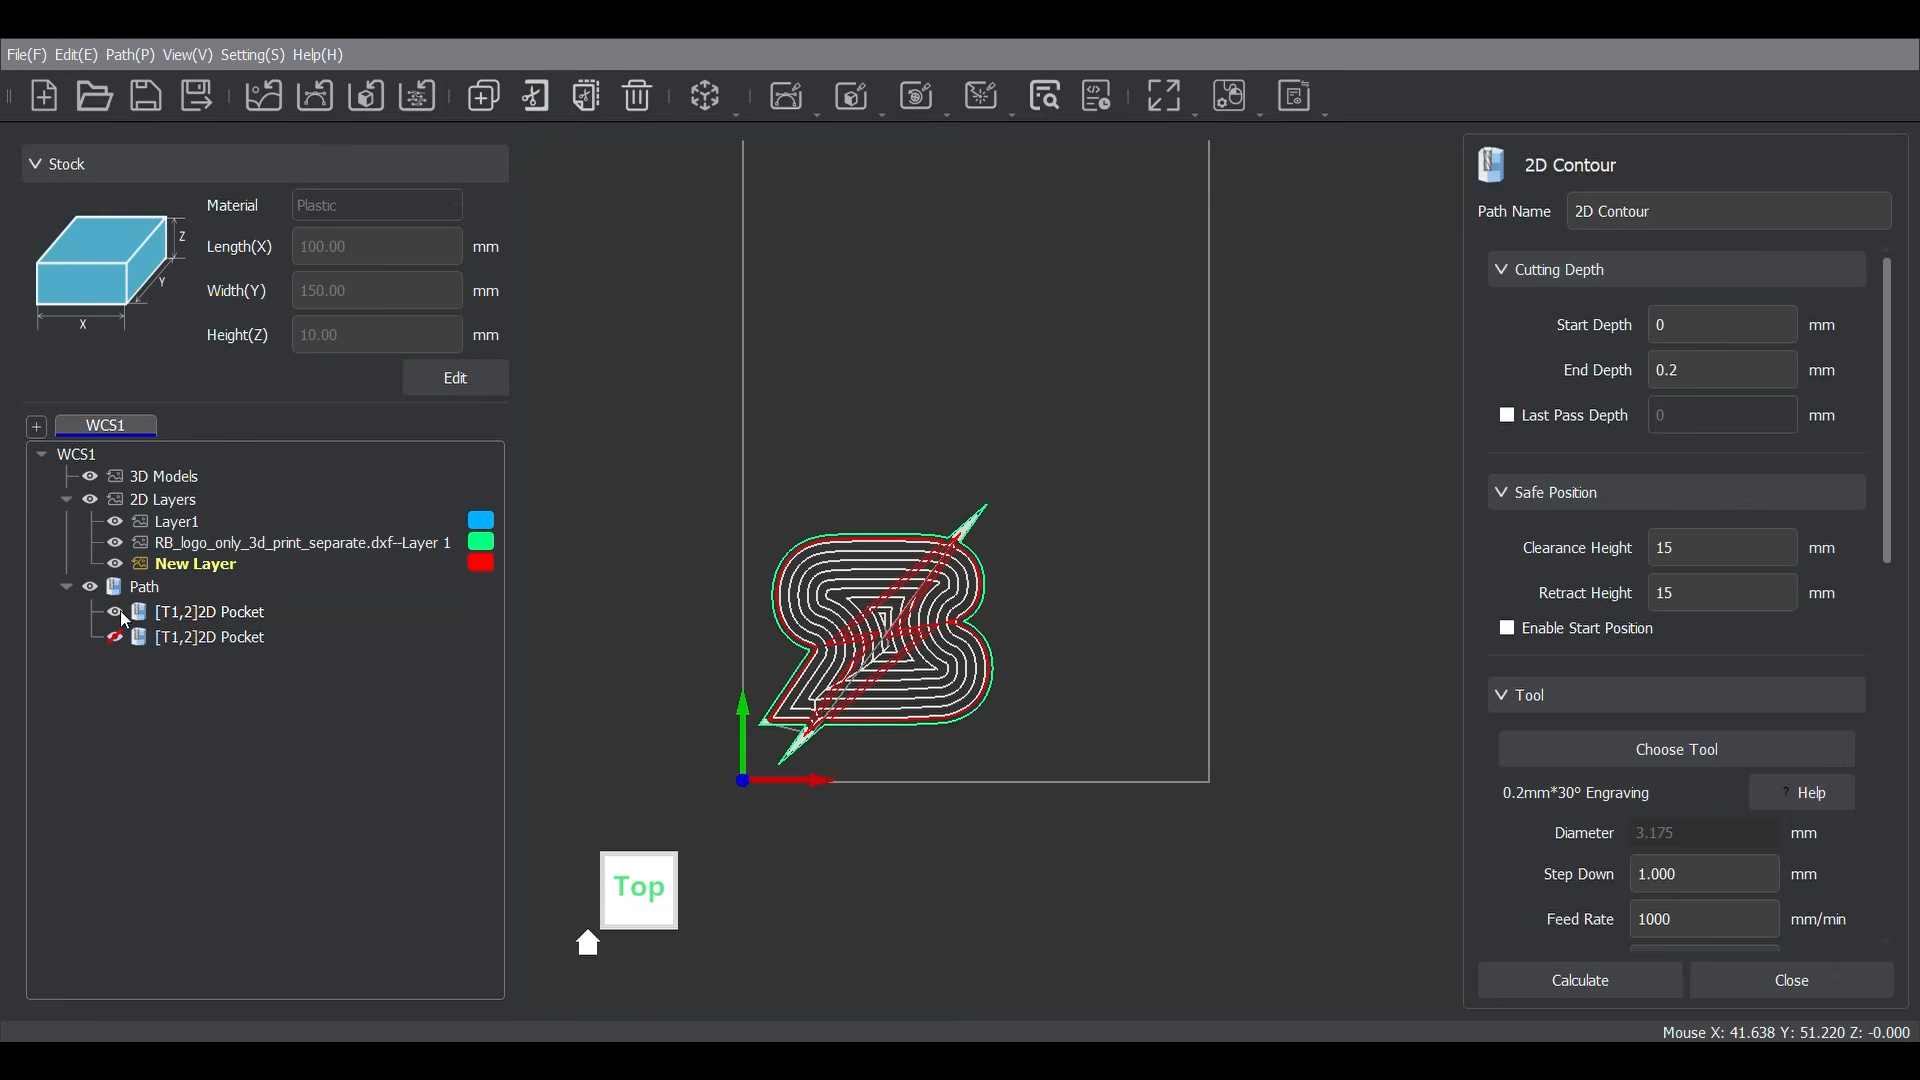 File(F) Edit(E) Path(P) View(V) Setting(S) Help(H)
Stock
Material Plastic
Length(X) 100.00 mm
Width(Y) 150.00 mm
Height(Z) 10.00 mm
Z
Y
X
Edit
+ WCS1
WCS1
3D Models
2D Layers
Layer1
RB_logo_only_3d_print_separate.dxf--Layer 1
New Layer
Path
[T1,2]2D Pocket
[T1,2]2D Pocket
Top
2D Contour
Path Name 2D Contour
Cutting Depth
Start Depth 0 mm
End Depth 0.2 mm
Last Pass Depth 0 mm
Safe Position
Clearance Height 15 mm
Retract Height 15 mm
Enable Start Position
Tool
Choose Tool
0.2mm*30º Engraving ? Help
Diameter 3.175 mm
Step Down 1.000 mm
Feed Rate 1000 mm/min
Calculate Close
Mouse X: 41.638 Y: 51.220 Z: -0.000